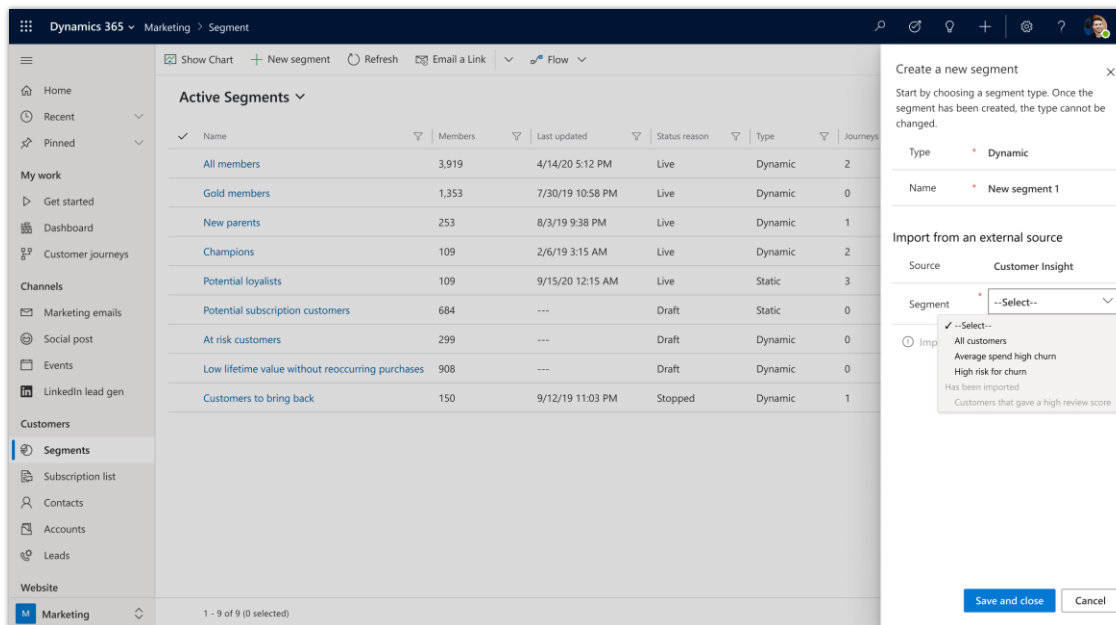 Dynamics 365 Marketing > Segment
Show Chart New segment Refresh Email a Link Flow
Home
Recent
Pinned
My work
Get started
Dashboard
Customer journeys
Channels
Marketing emails
Social post
Events
LinkedIn lead gen
Customers
Segments
Subscription list
Contacts
Accounts
Leads
Website
M Marketing
Active Segments
Name Members Last updated Status reason Type Journeys
All members 3,919 4/14/20 5:12 PM Live Dynamic 2
Gold members 1,353 7/30/19 10:58 PM Live Dynamic 0
New parents 253 8/3/19 9:38 PM Live Dynamic 1
Champions 109 2/6/19 3:15 AM Live Dynamic 2
Potential loyalists 109 9/15/20 12:15 AM Live Static 3
Potential subscription customers 684 --- Draft Static 0
At risk customers 299 --- Draft Dynamic 0
Low lifetime value without reoccurring purchases 908 --- Draft Dynamic 0
Customers to bring back 150 9/12/19 11:03 PM Stopped Dynamic 1
1 - 9 of 9 (0 selected)
Create a new segment
Start by choosing a segment type. Once the
segment has been created, the type cannot be
changed.
Type * Dynamic
Name * New segment 1
Import from an external source
Source Customer Insight
Segment * --Select--
Imp
✓ --Select--
All customers
Average spend high churn
High risk for churn
Has been imported
Customers that gave a high review score
Save and close Cancel